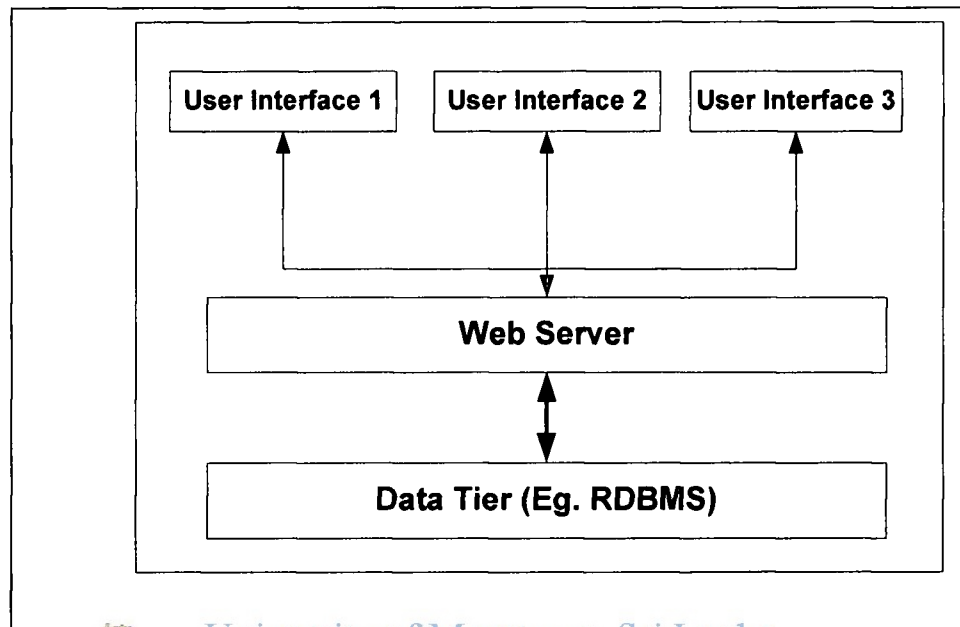 User Interface 1
User Interface 2
User Interface 3
Web Server
Data Tier (Eg. RDBMS)